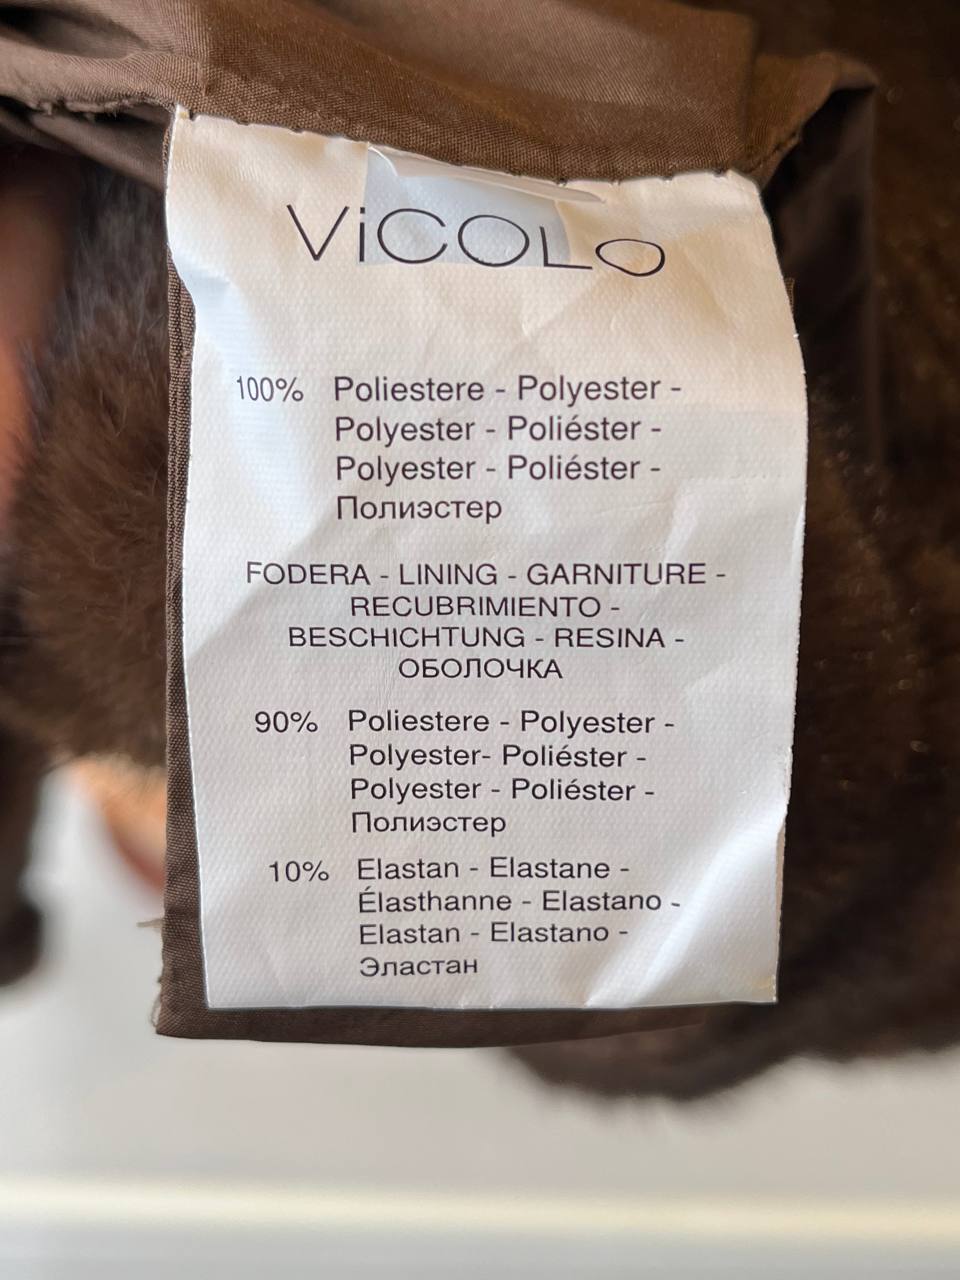 ViCOLO
100% Poliestere - Polyester -
Polyester - Poliéster -
Polyester - Poliéster -
Полиэстер
FODERA - LINING - GARNITURE -
RECUBRIMIENTO -
BESCHICHTUNG - RESINA -
ОБОЛОЧКА
90% Poliestere - Polyester -
Polyester- Poliéster -
Polyester - Poliéster -
Полиэстер
10% Elastan - Elastane -
Élasthanne - Elastano -
Elastan - Elastano -
Эластан